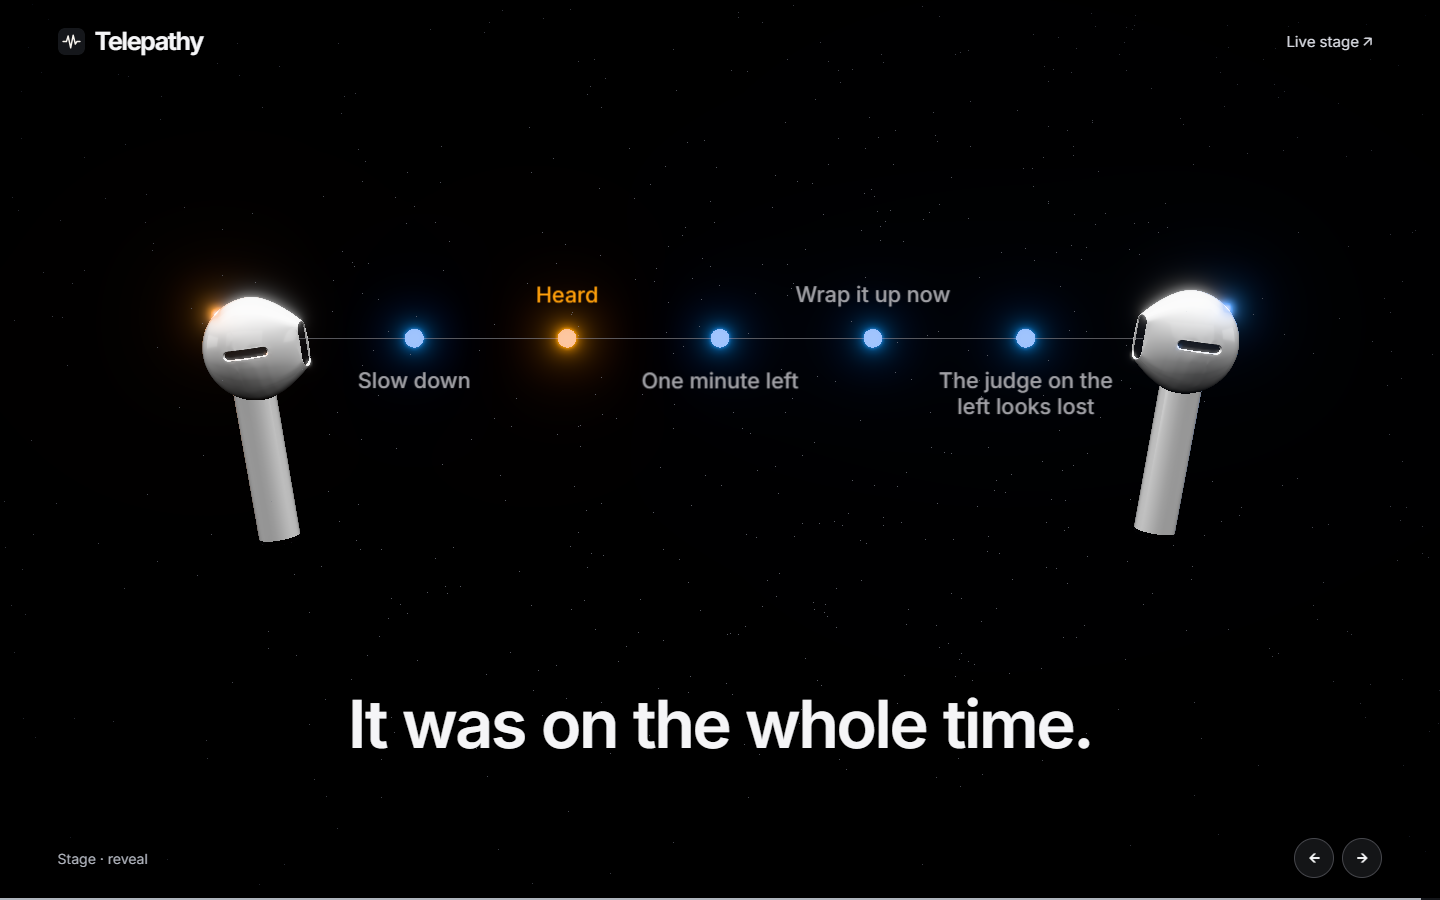 Telepathy
Live stage ↗
Heard
Wrap it up now
Slow down
One minute left
The judge on the
left looks lost
It was on the whole time.
Stage · reveal